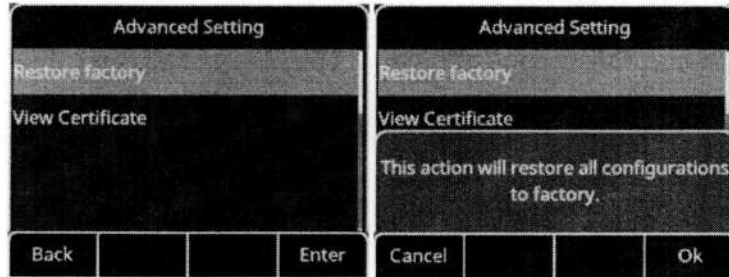 Advanced Setting
Restore factory
View Certificate
Back
Enter
Advanced Setting
Restore factory
View Certificate
This action will restore all configurations
to factory.
Cancel
Ok